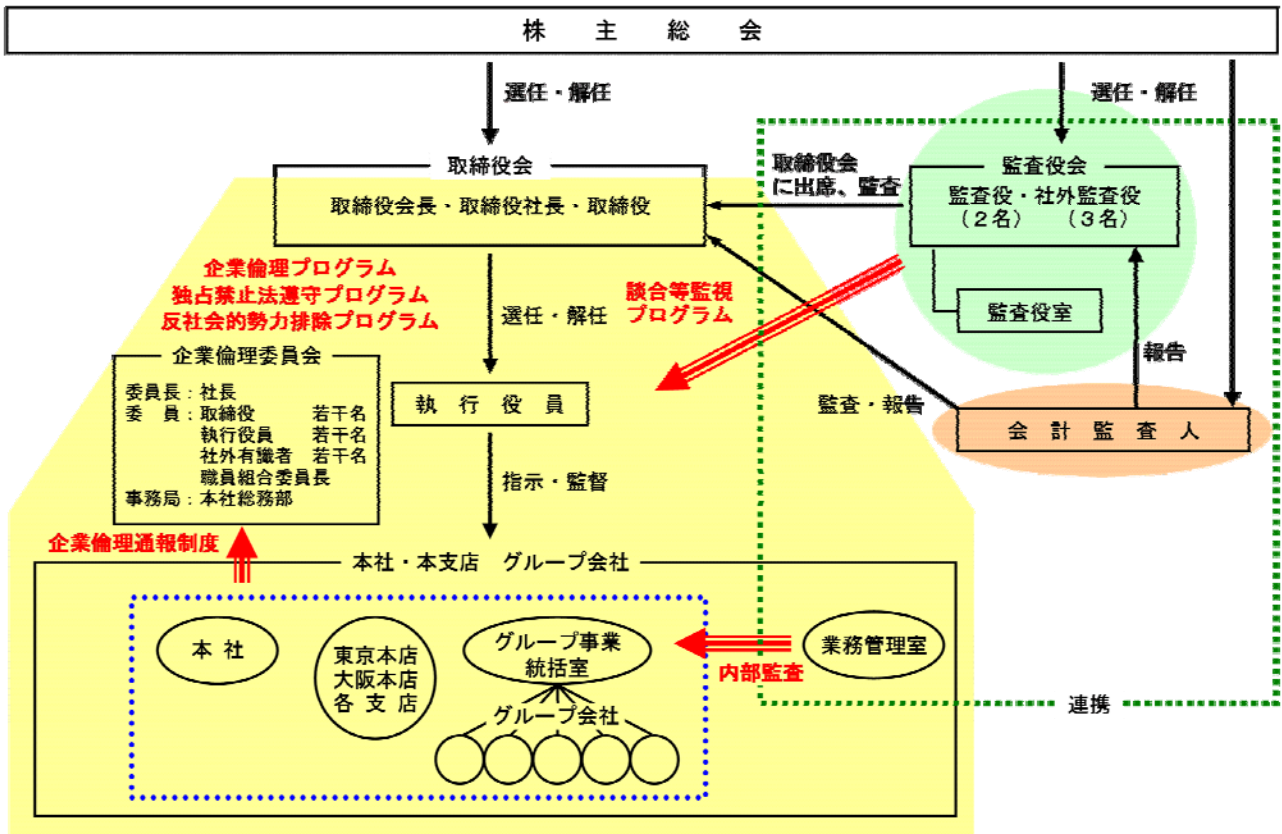 株主総会
選任・解任
選任・解任
取締役会
取締役会長・取締役社長・取締役
取締役会
に出席、監査
監査役会
監査役・社外監査役
（２名）　（３名）
監査役室
企業倫理プログラム
独占禁止法遵守プログラム
反社会的勢力排除プログラム
選任・解任
談合等監視
プログラム
報告
企業倫理委員会
委員長：社長
委　員：取締役　　　若干名
執行役員　　若干名
社外有識者　若干名
職員組合委員長
事務局：本社総務部
執行役員
監査・報告
会計監査人
指示・監督
企業倫理通報制度
本社・本支店　グループ会社
本社
東京本店
大阪本店
各支店
グループ事業
統括室
グループ会社
内部監査
業務管理室
連携